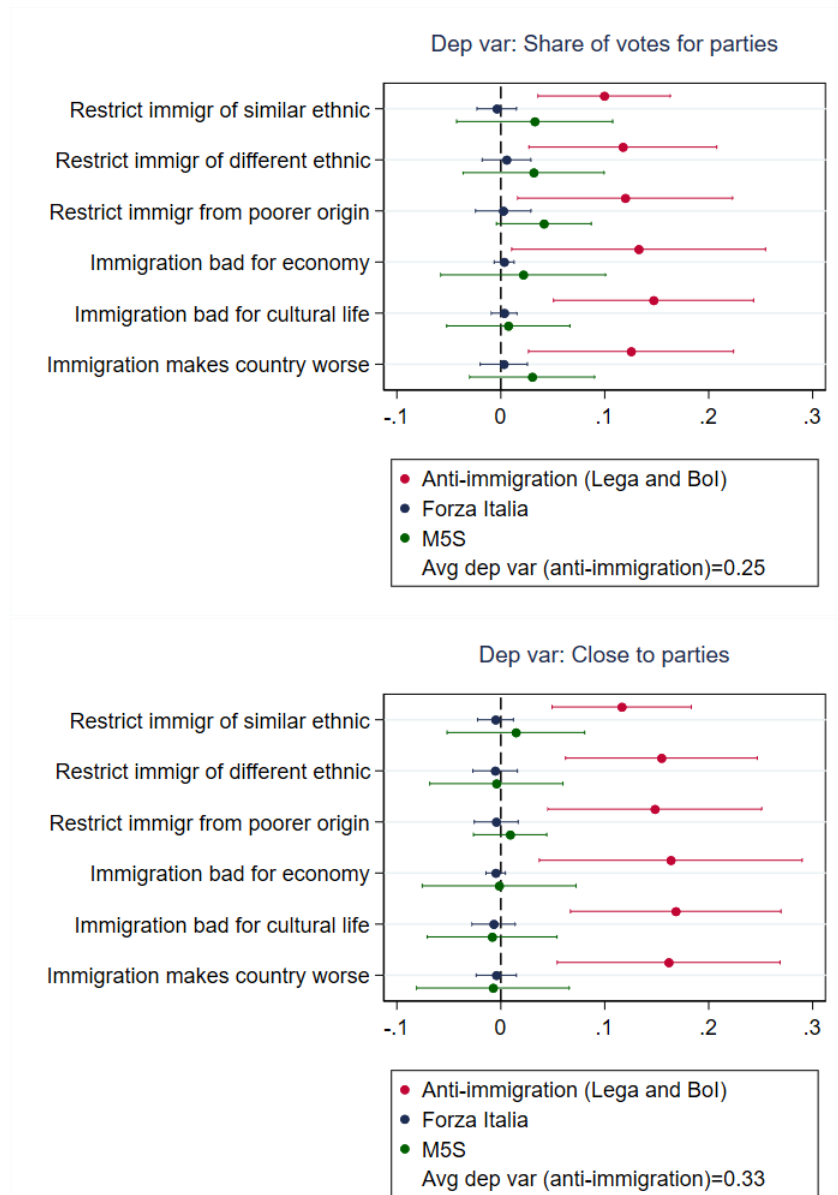 Dep var: Share of votes for parties
Restrict immigr of similar ethnic
Restrict immigr of different ethnic
Restrict immigr from poorer origin
Immigration bad for economy
Immigration bad for cultural life
Immigration makes country worse
-.1 0 .1 .2 .3
Anti-immigration (Lega and BoI)
Forza Italia
M5S
Avg dep var (anti-immigration)=0.25
Dep var: Close to parties
Restrict immigr of similar ethnic
Restrict immigr of different ethnic
Restrict immigr from poorer origin
Immigration bad for economy
Immigration bad for cultural life
Immigration makes country worse
-.1 0 .1 .2 .3
Anti-immigration (Lega and BoI)
Forza Italia
M5S
Avg dep var (anti-immigration)=0.33